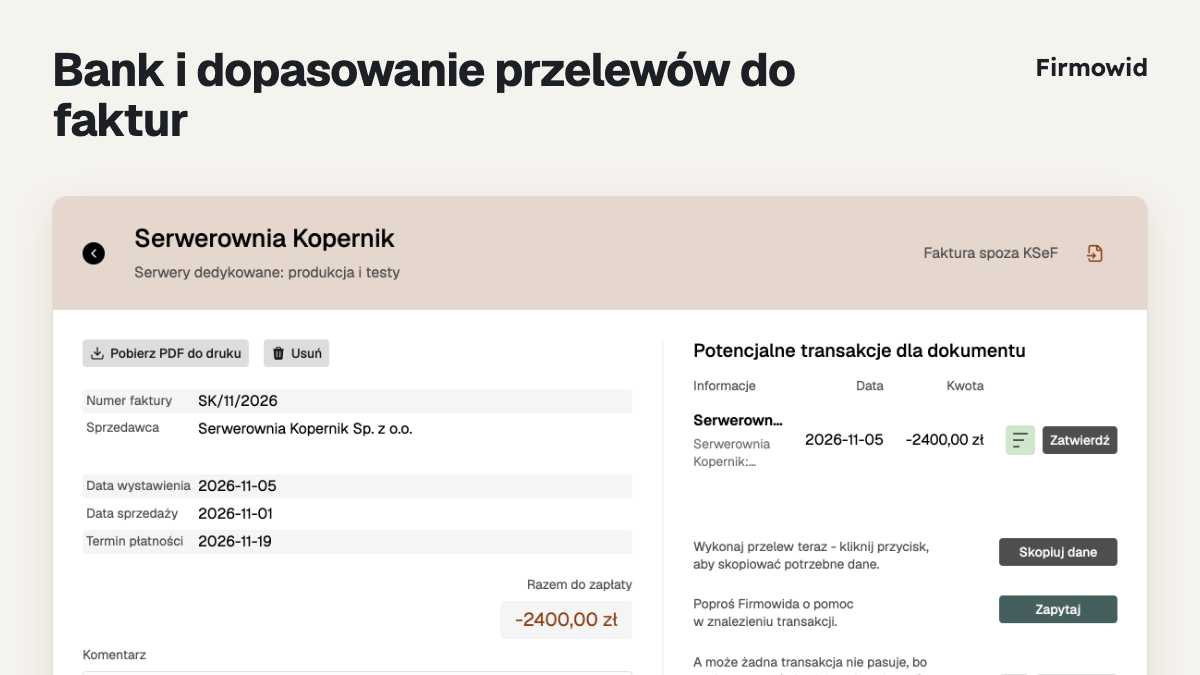 Bank i dopasowanie przelewów do
faktur
Firmowid
Serwerownia Kopernik
Serwery dedykowane: produkcja i testy
Faktura spoza KSeF
Pobierz PDF do druku
Usuń
Numer faktury SK/11/2026
Sprzedawca Serwerownia Kopernik Sp. z o.o.
Data wystawienia 2026-11-05
Data sprzedaży 2026-11-01
Termin płatności 2026-11-19
Razem do zapłaty
-2400,00 zł
Komentarz
Potencjalne transakcje dla dokumentu
Informacje Data Kwota
Serwerown...
Serwerownia
Kopernik:...
2026-11-05 -2400,00 zł Zatwierdź
Wykonaj przelew teraz - kliknij przycisk,
aby skopiować potrzebne dane.
Skopiuj dane
Poproś Firmowida o pomoc
w znalezieniu transakcji.
Zapytaj
A może żadna transakcja nie pasuje, bo